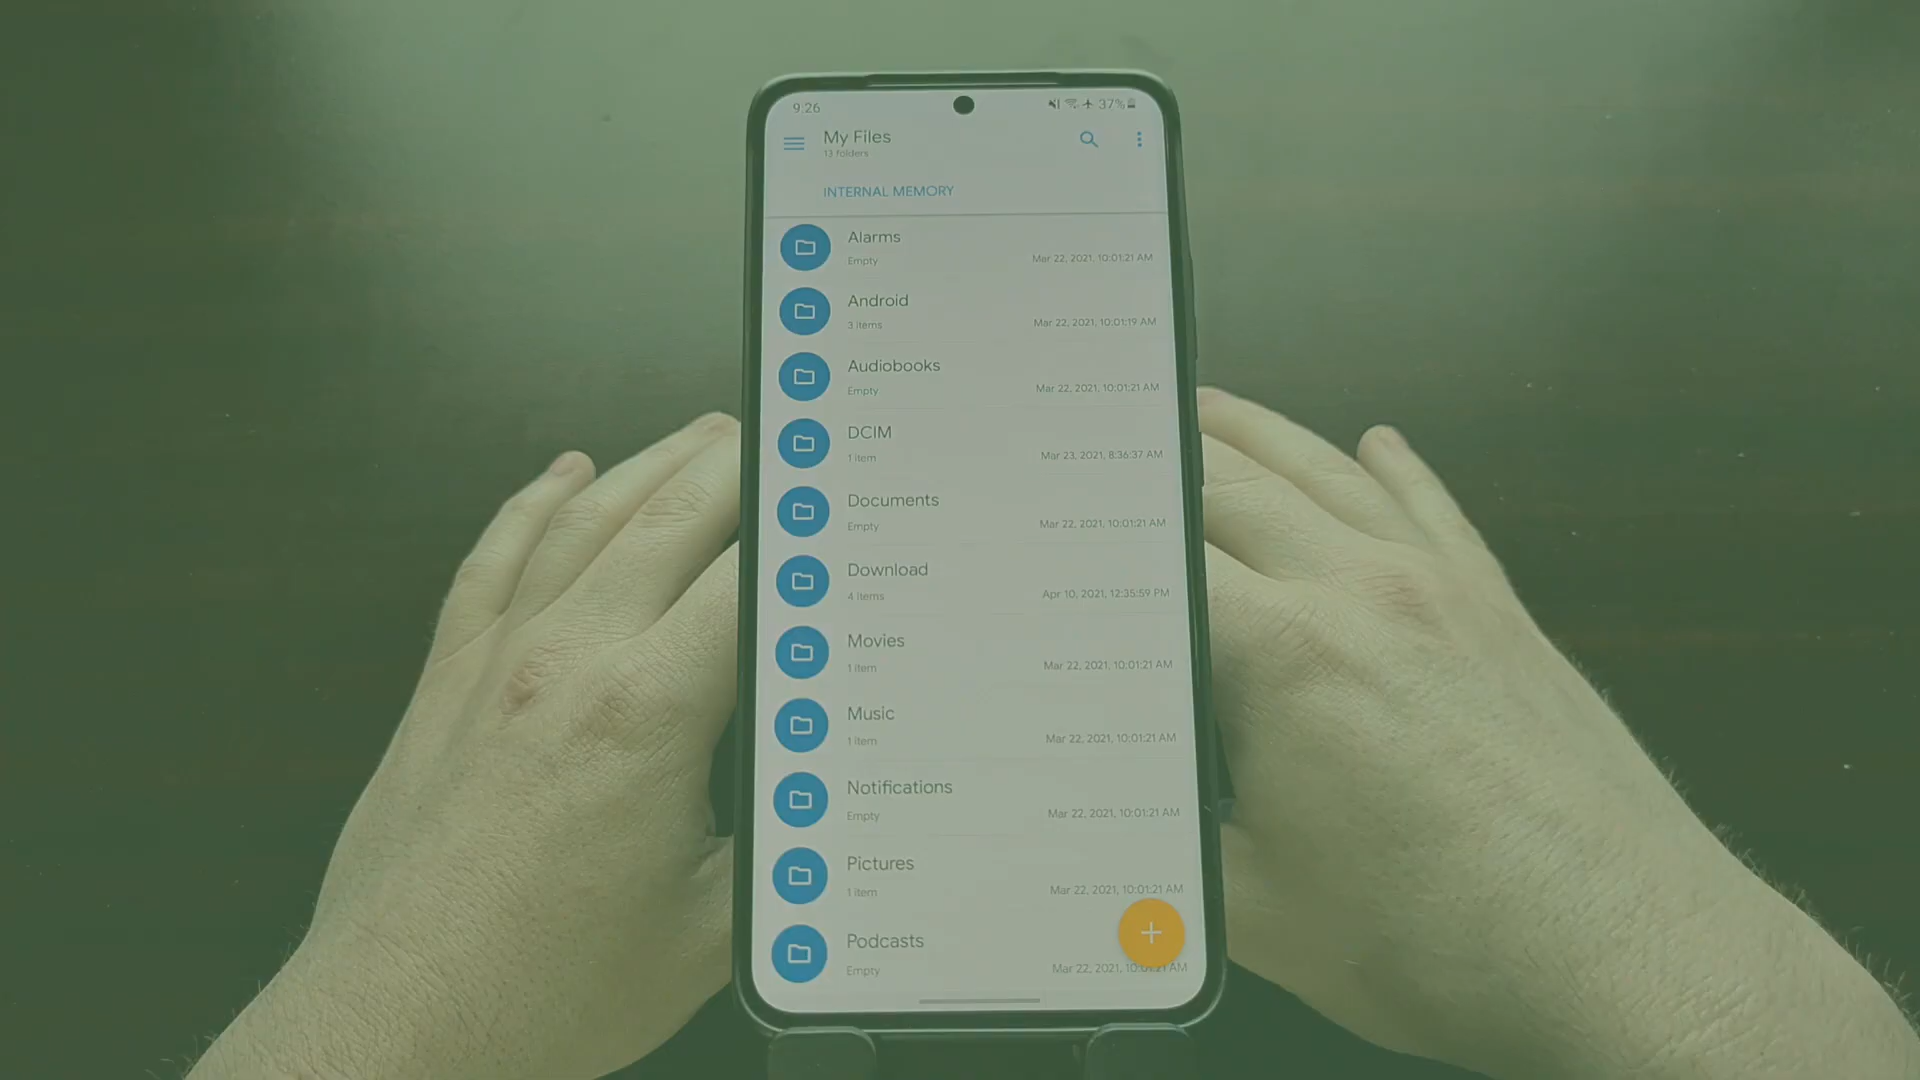 9:26
37%
My Files
13 folders
INTERNAL MEMORY
Alarms
Empty
Mar 22, 2021, 10:01:21 AM
Android
3 items
Mar 22, 2021, 10:01:19 AM
Audiobooks
Empty
Mar 22, 2021, 10:01:21 AM
DCIM
1 item
Mar 23, 2021, 8:36:37 AM
Documents
Empty
Mar 22, 2021, 10:01:21 AM
Download
4 items
Apr 10, 2021, 12:35:59 PM
Movies
1 item
Mar 22, 2021, 10:01:21 AM
Music
1 item
Mar 22, 2021, 10:01:21 AM
Notifications
Empty
Mar 22, 2021, 10:01:21 AM
Pictures
1 item
Mar 22, 2021, 10:01:21 AM
Podcasts
Empty
Mar 22, 2021, 10:01:21 AM